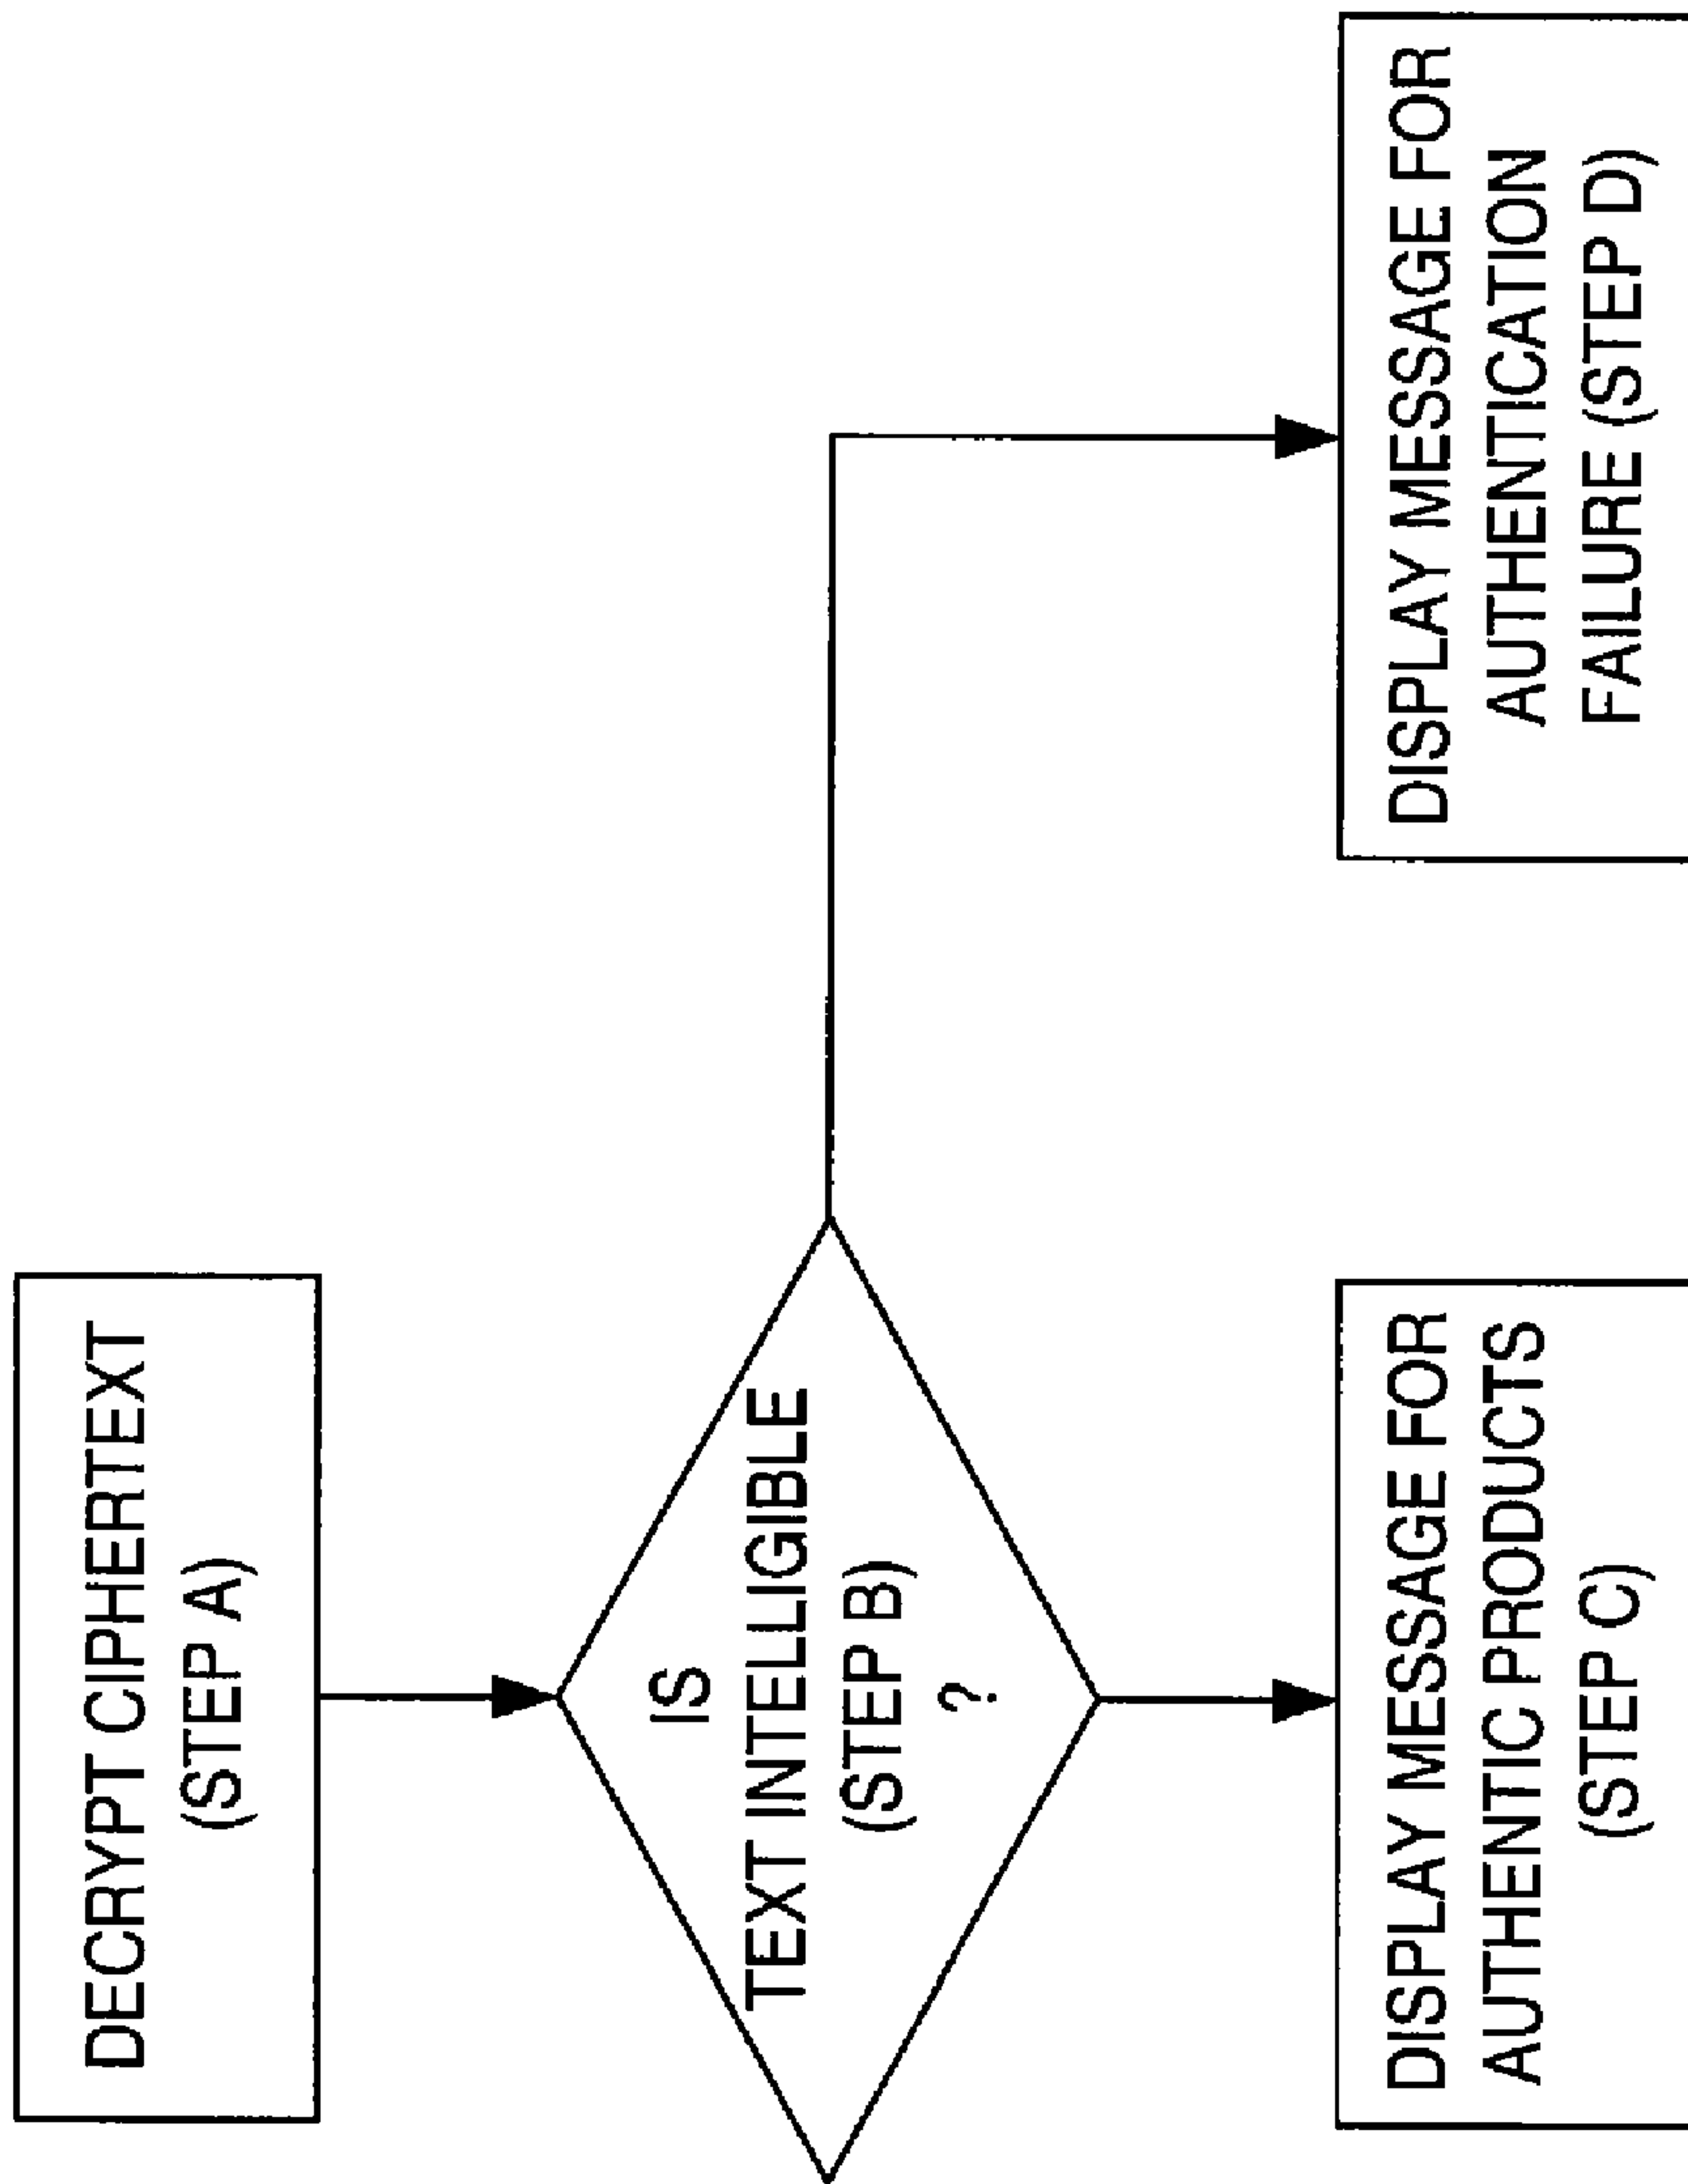 DECRYPT CIPHERTEXT
(STEP A)
IS
TEXT INTELLIGIBLE
(STEP B)
?
DISPLAY MESSAGE FOR
AUTHENTIC PRODUCTS
(STEP C)
DISPLAY MESSAGE FOR
AUTHENTICATION
FAILURE (STEP D)